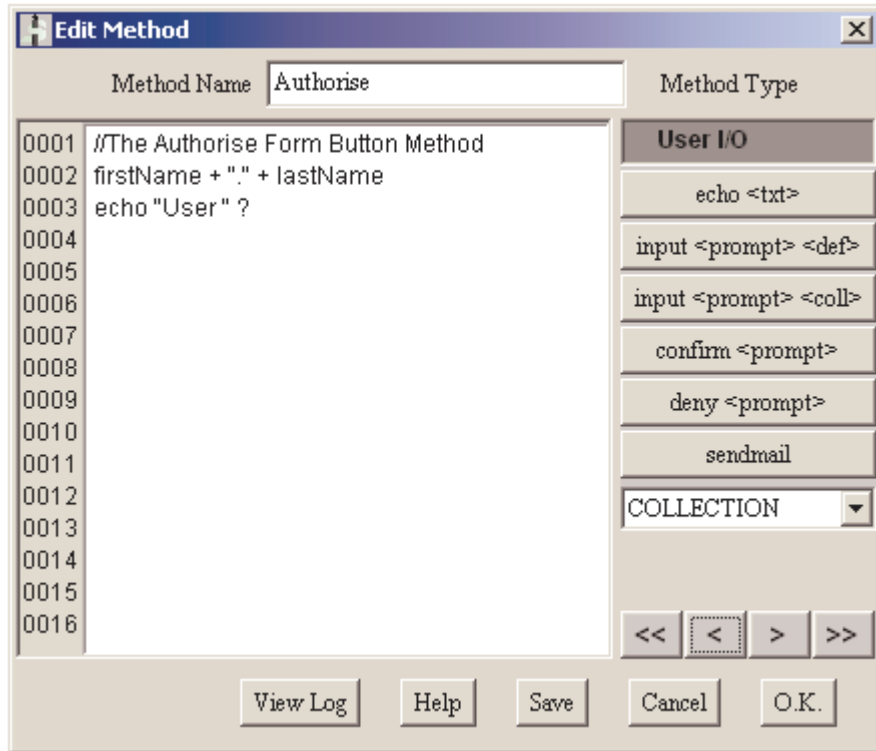 Edit Method
Method Name Authorise Method Type
0001 //The Authorise Form Button Method
0002 firstName + "." + lastName
0003 echo "User " ?
0004
0005
0006
0007
0008
0009
0010
0011
0012
0013
0014
0015
0016
User I/O
echo <txt>
input <prompt> <def>
input <prompt> <coll>
confirm <prompt>
deny <prompt>
sendmail
COLLECTION
<< < > >>
View Log Help Save Cancel O.K.